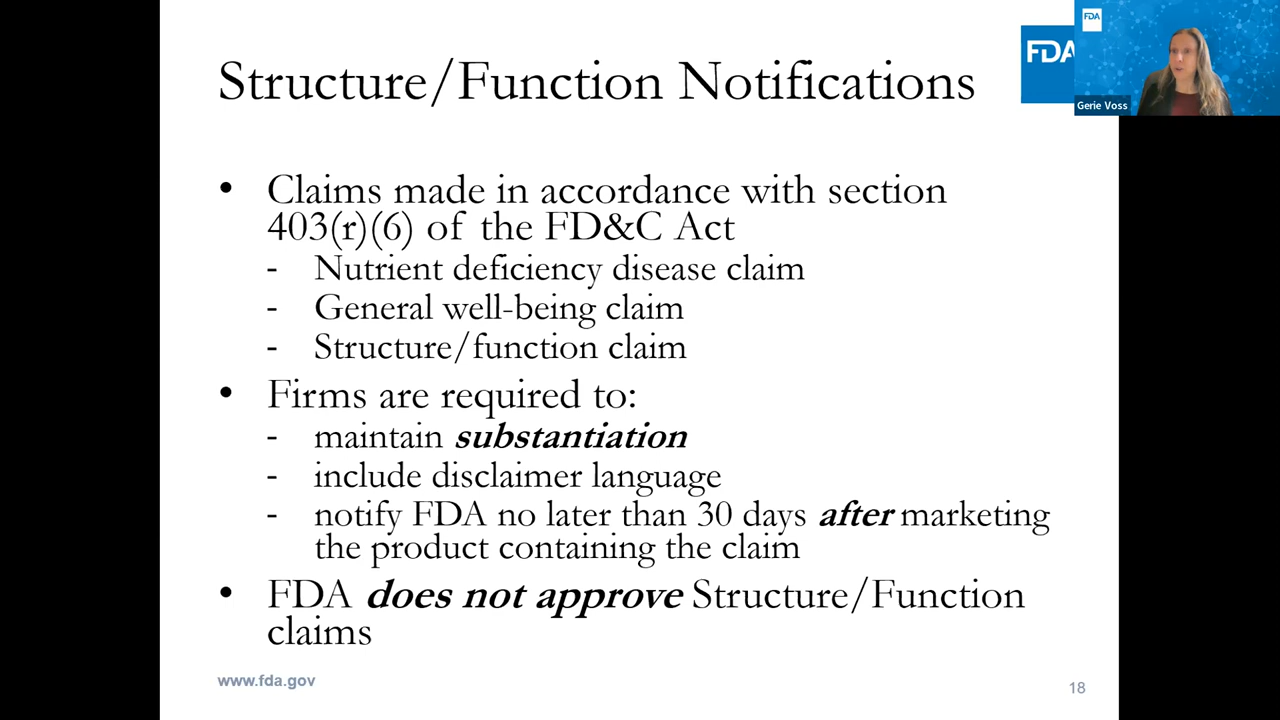 Structure/Function Notifications
FDA
FDA
Gerie Voss
• Claims made in accordance with section
403(r)(6) of the FD&C Act
- Nutrient deficiency disease claim
- General well-being claim
- Structure/function claim
• Firms are required to:
- maintain substantiation
- include disclaimer language
- notify FDA no later than 30 days after marketing
the product containing the claim
• FDA does not approve Structure/Function
claims
www.fda.gov
18